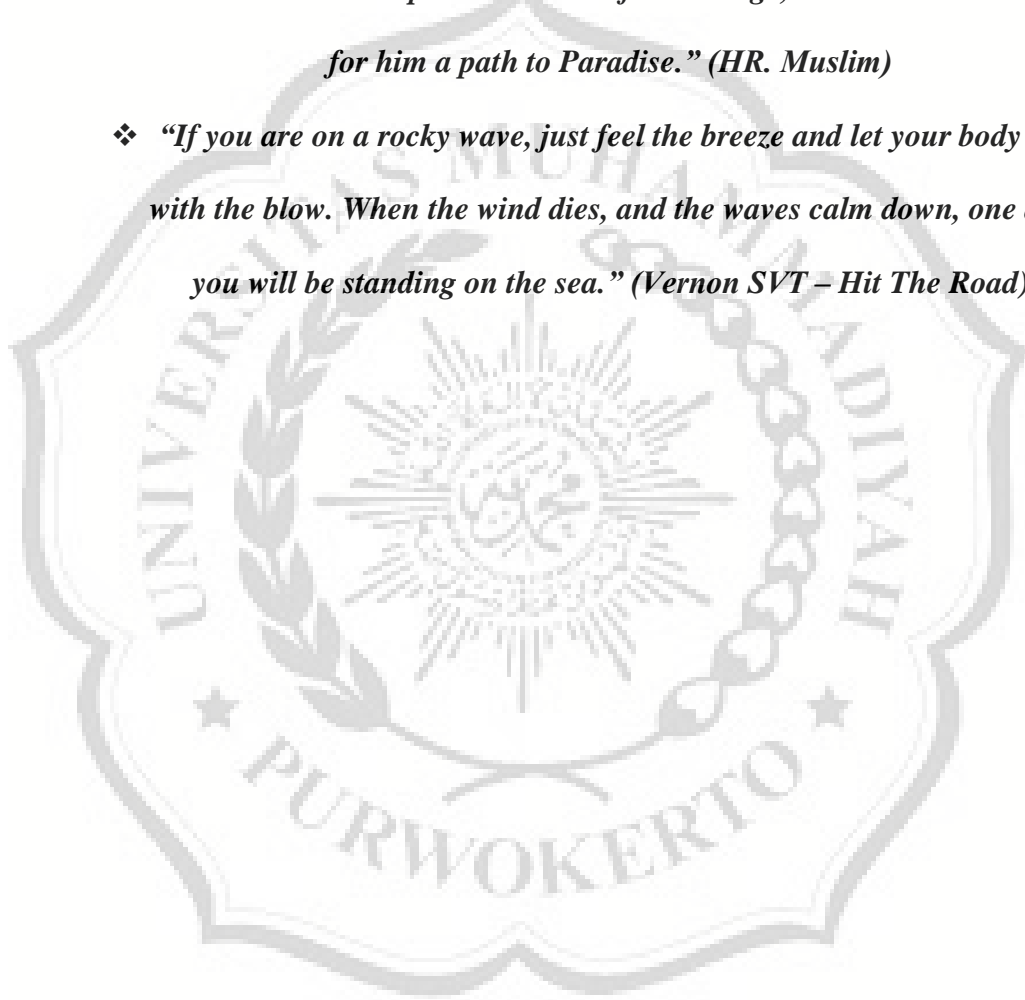 for him a path to Paradise.” (HR. Muslim)
❖ “If you are on a rocky wave, just feel the breeze and let your body
with the blow. When the wind dies, and the waves calm down, one
you will be standing on the sea.” (Vernon SVT – Hit The Road)
UNIVERSITAS MUHAMMADIYAH
PURWOKERTO